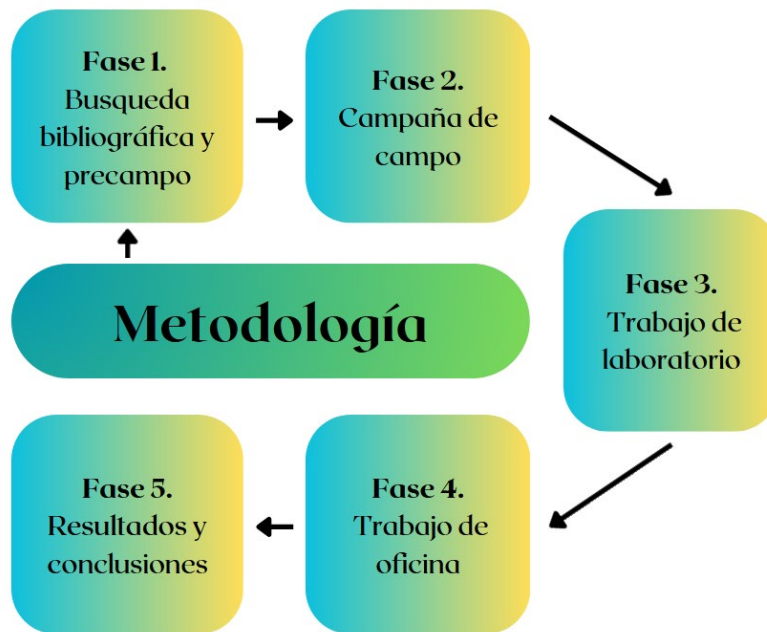 Fase 1.
Busqueda
bibliográfica y
precampo
Fase 2.
Campaña de
campo
Fase 3.
Trabajo de
laboratorio
Metodología
Fase 4.
Trabajo de
oficina
Fase 5.
Resultados y
conclusiones